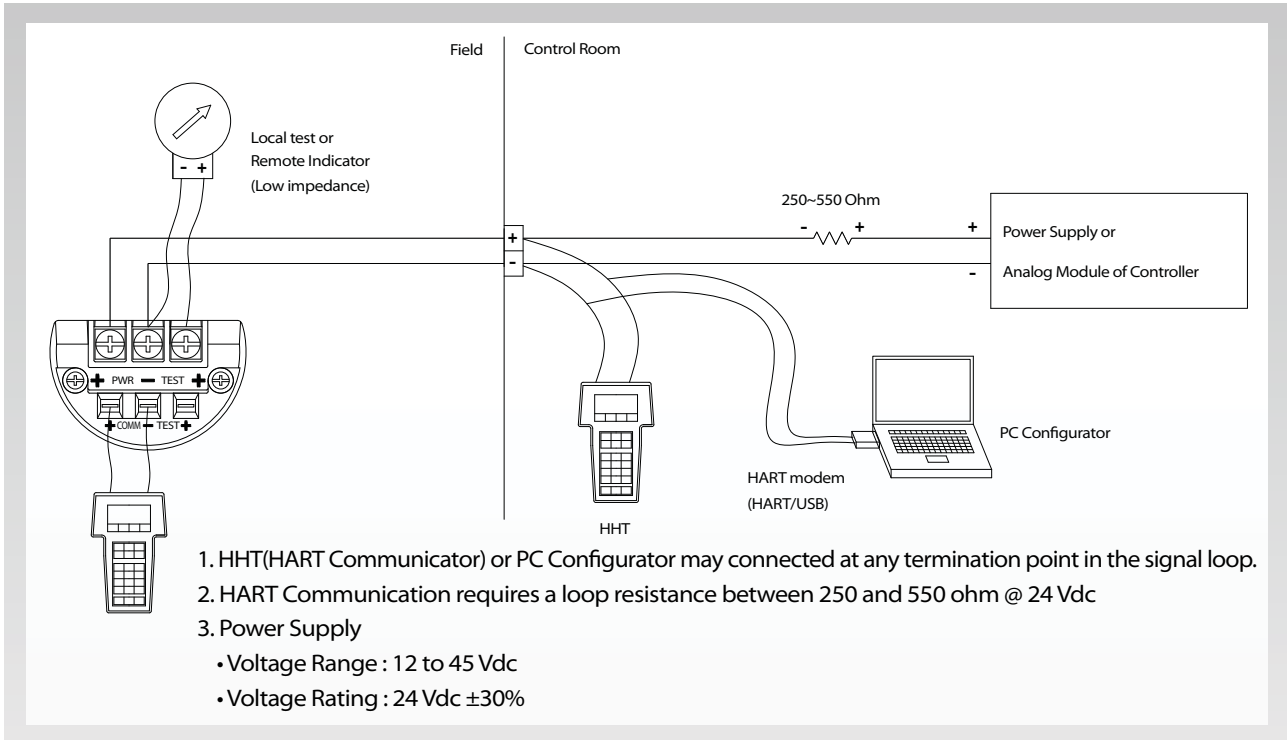 Field
Control Room
Local test or
Remote Indicator
(Low impedance)
- +
250~550 Ohm
- +
+
-
+
Power Supply or
-
Analog Module of Controller
+ PWR – TEST +
+ COMM – TEST +
PC Configurator
HART modem
(HART/USB)
HHT
1. HHT(HART Communicator) or PC Configurator may connected at any termination point in the signal loop.
2. HART Communication requires a loop resistance between 250 and 550 ohm @ 24 Vdc
3. Power Supply
• Voltage Range : 12 to 45 Vdc
• Voltage Rating : 24 Vdc ±30%